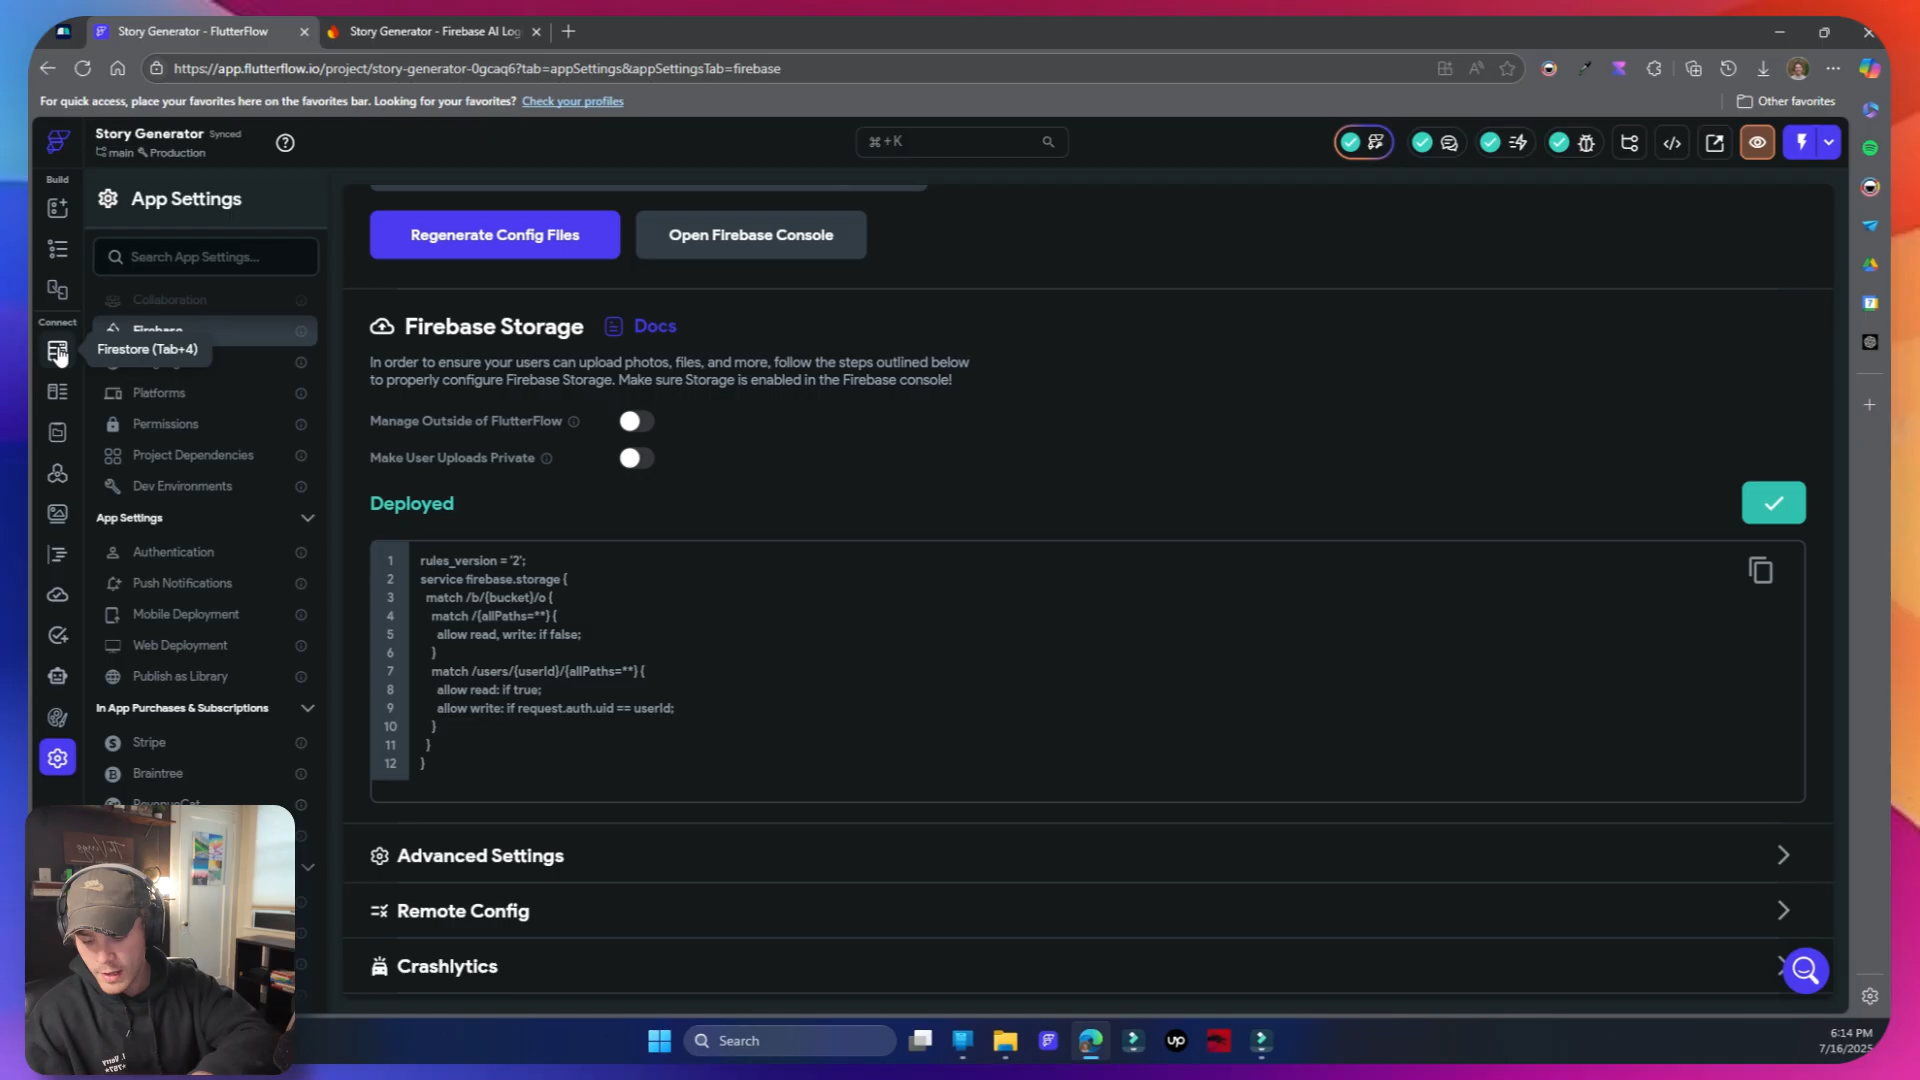 Story Generator - FlutterFlow
Story Generator - Firebase AI Log
https://app.flutterflow.io/project/story-generator-0gcaq6?tab=appSettings&appSettingsTab=firebase
For quick access, place your favorites here on the favorites bar. Looking for your favorites? Check your profiles
Other favorites
Story Generator Synced
main Production
⌘+K
Build
App Settings
Search App Settings...
Connect
Collaboration
Firebase
Firestore (Tab+4)
Platforms
Permissions
Project Dependencies
Dev Environments
App Settings
Authentication
Push Notifications
Mobile Deployment
Web Deployment
Publish as Library
In App Purchases & Subscriptions
Stripe
Braintree
RevenueCat
Regenerate Config Files
Open Firebase Console
Firebase Storage
Docs
In order to ensure your users can upload photos, files, and more, follow the steps outlined below
to properly configure Firebase Storage. Make sure Storage is enabled in the Firebase console!
Manage Outside of FlutterFlow
Make User Uploads Private
Deployed
1 rules_version = '2';
2 service firebase.storage {
3 match /b/{bucket}/o {
4 match /{allPaths=**} {
5 allow read, write: if false;
6 }
7 match /users/{userId}/{allPaths=**} {
8 allow read: if true;
9 allow write: if request.auth.uid == userId;
10 }
11 }
12 }
Advanced Settings
Remote Config
Crashlytics
Search
up
6:14 PM
7/16/2025